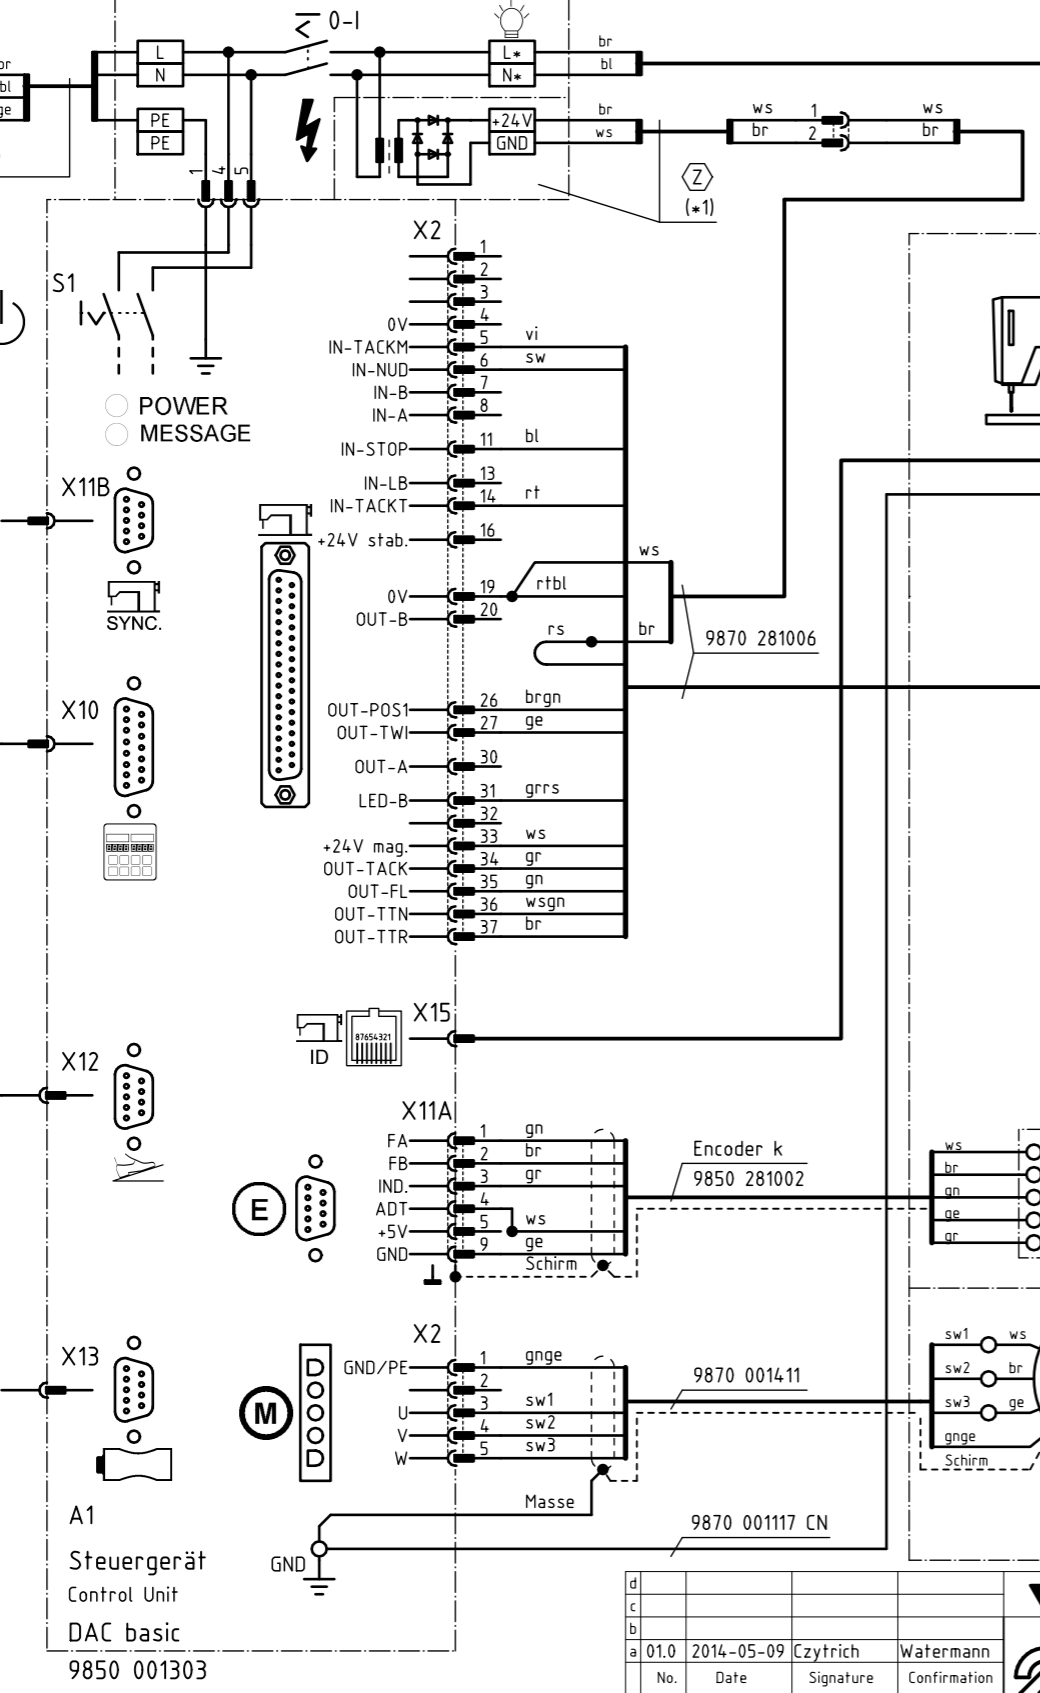 0-I
br
bl
ge
L
N
PE
PE
L*
N*
br
bl
+24V
GND
br
ws
ws
br
1
2
ws
br
Z
(*1)
1
4
5
S1
POWER
MESSAGE
X2
1
2
3
0V 4
IN-TACKM 5 vi
IN-NUD 6 sw
IN-B 7
IN-A 8
IN-STOP 11 bl
IN-LB 13
IN-TACKT 14 rt
+24V stab. 16
ws
0V 19 rtbl
OUT-B 20
rs br
9870 281006
OUT-POS1 26 brgn
OUT-TWI 27 ge
OUT-A 30
LED-B 31 grrs
32
+24V mag. 33 ws
OUT-TACK 34 gr
OUT-FL 35 gn
OUT-TTN 36 wsgn
OUT-TTR 37 br
X11B
SYNC.
X10
8888 8888
X15
87654321
ID
X12
X11A
FA 1 gn
FB 2 br
IND. 3 gr
ADT 4
+5V 5 ws
GND 9 ge
Schirm
E
Encoder k
9850 281002
ws
br
gn
ge
gr
X13
X2
GND/PE 1 gnge
2
U 3 sw1
V 4 sw2
W 5 sw3
M
9870 001411
sw1 ws
sw2 br
sw3 ge
gnge
Schirm
Masse
GND
9870 001117 CN
A1
Steuergerät
Control Unit
DAC basic
9850 001303
d
c
b
a 01.0 2014-05-09 Czytrich Watermann
No. Date Signature Confirmation